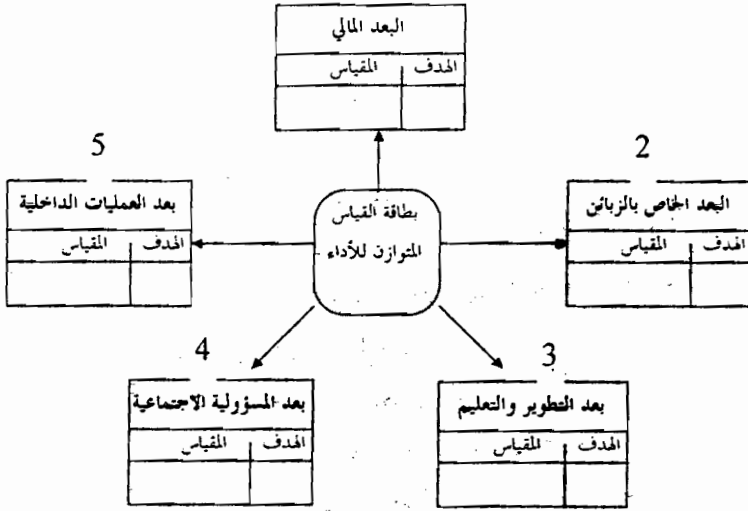 البعد المالي
الهدف المقياس
2
البعد الخاص بالزبائن
الهدف المقياس
5
بعد العمليات الداخلية
الهدف المقياس
بطاقة القياس
المتوازن للأداء
3
بعد التطوير والتعليم
الهدف المقياس
4
بعد المسؤولية الاجتماعية
الهدف المقياس